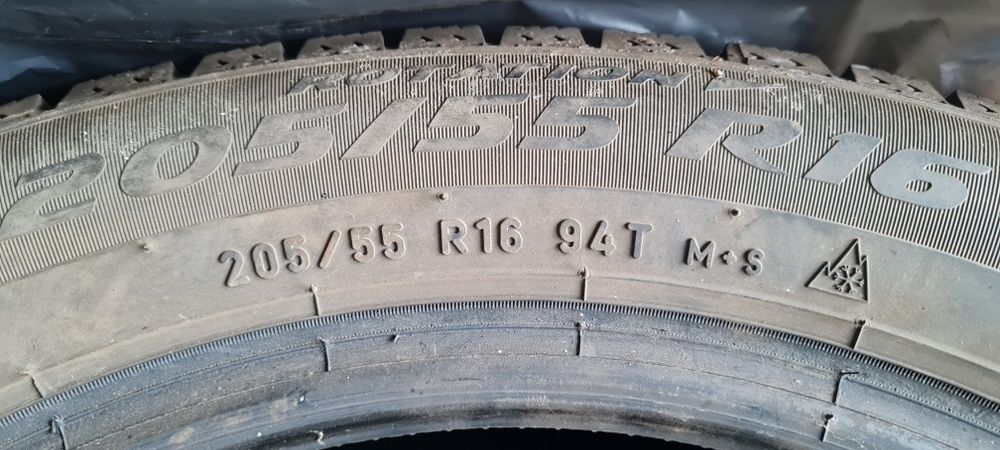 ROTATION
205/55 R16
205/55 R16 94T M+S